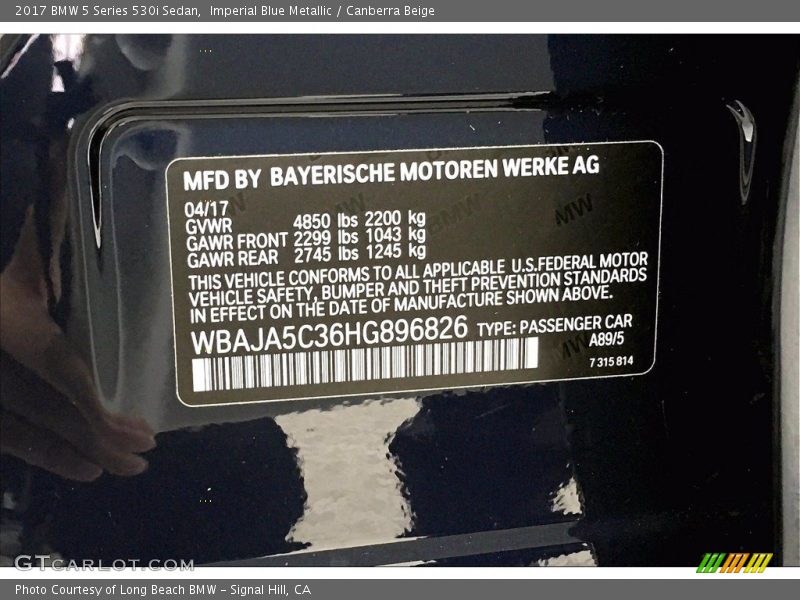 2017 BMW 5 Series 530i Sedan, Imperial Blue Metallic / Canberra Beige
MFD BY BAYERISCHE MOTOREN WERKE AG
04/17
GVWR 4850 lbs 2200 kg
GAWR FRONT 2299 lbs 1043 kg
GAWR REAR 2745 lbs 1245 kg
THIS VEHICLE CONFORMS TO ALL APPLICABLE U.S.FEDERAL MOTOR
VEHICLE SAFETY, BUMPER AND THEFT PREVENTION STANDARDS
IN EFFECT ON THE DATE OF MANUFACTURE SHOWN ABOVE.
WBAJA5C36HG896826 TYPE: PASSENGER CAR
A89/5
7 315 814
GTCARLOT.COM
Photo Courtesy of Long Beach BMW - Signal Hill, CA